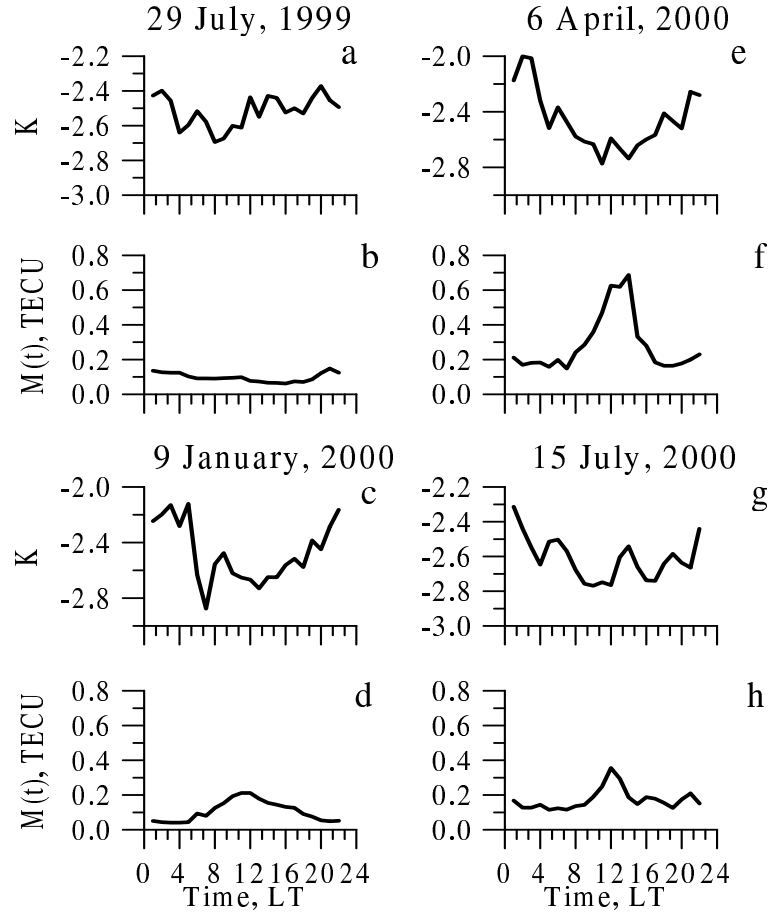 29 July, 1999
a
-2.2
-2.4
-2.6
-2.8
-3.0
K
b
0.8
0.6
0.4
0.2
0.0
M(t), TECU
9 January, 2000
c
-2.0
-2.4
-2.8
K
d
0.8
0.6
0.4
0.2
0.0
M(t), TECU
0 4 8 12 16 20 24
Time, LT
6 April, 2000
e
-2.0
-2.4
-2.8
f
0.8
0.6
0.4
0.2
0.0
15 July, 2000
g
-2.2
-2.4
-2.6
-2.8
-3.0
h
0.8
0.6
0.4
0.2
0.0
0 4 8 12 16 20 24
Time, LT